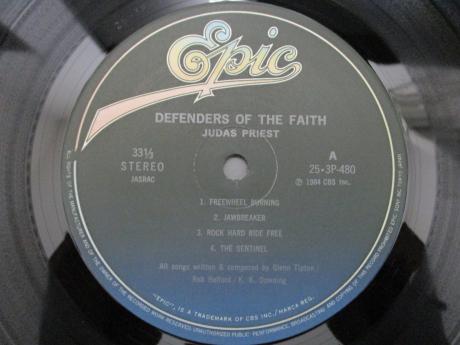 Epic
DEFENDERS OF THE FAITH
JUDAS PRIEST
33⅓
STEREO
JASRAC
A
25・3P-480
℗ 1984 CBS Inc.
1. FREEWHEEL BURNING
2. JAWBREAKER
3. ROCK HARD RIDE FREE
4. THE SENTINEL
All songs written & composed by Glenn Tipton/
Rob Halford/ K. K. Downing
"EPIC", IS A TRADEMARK OF CBS INC./MARCA REG.